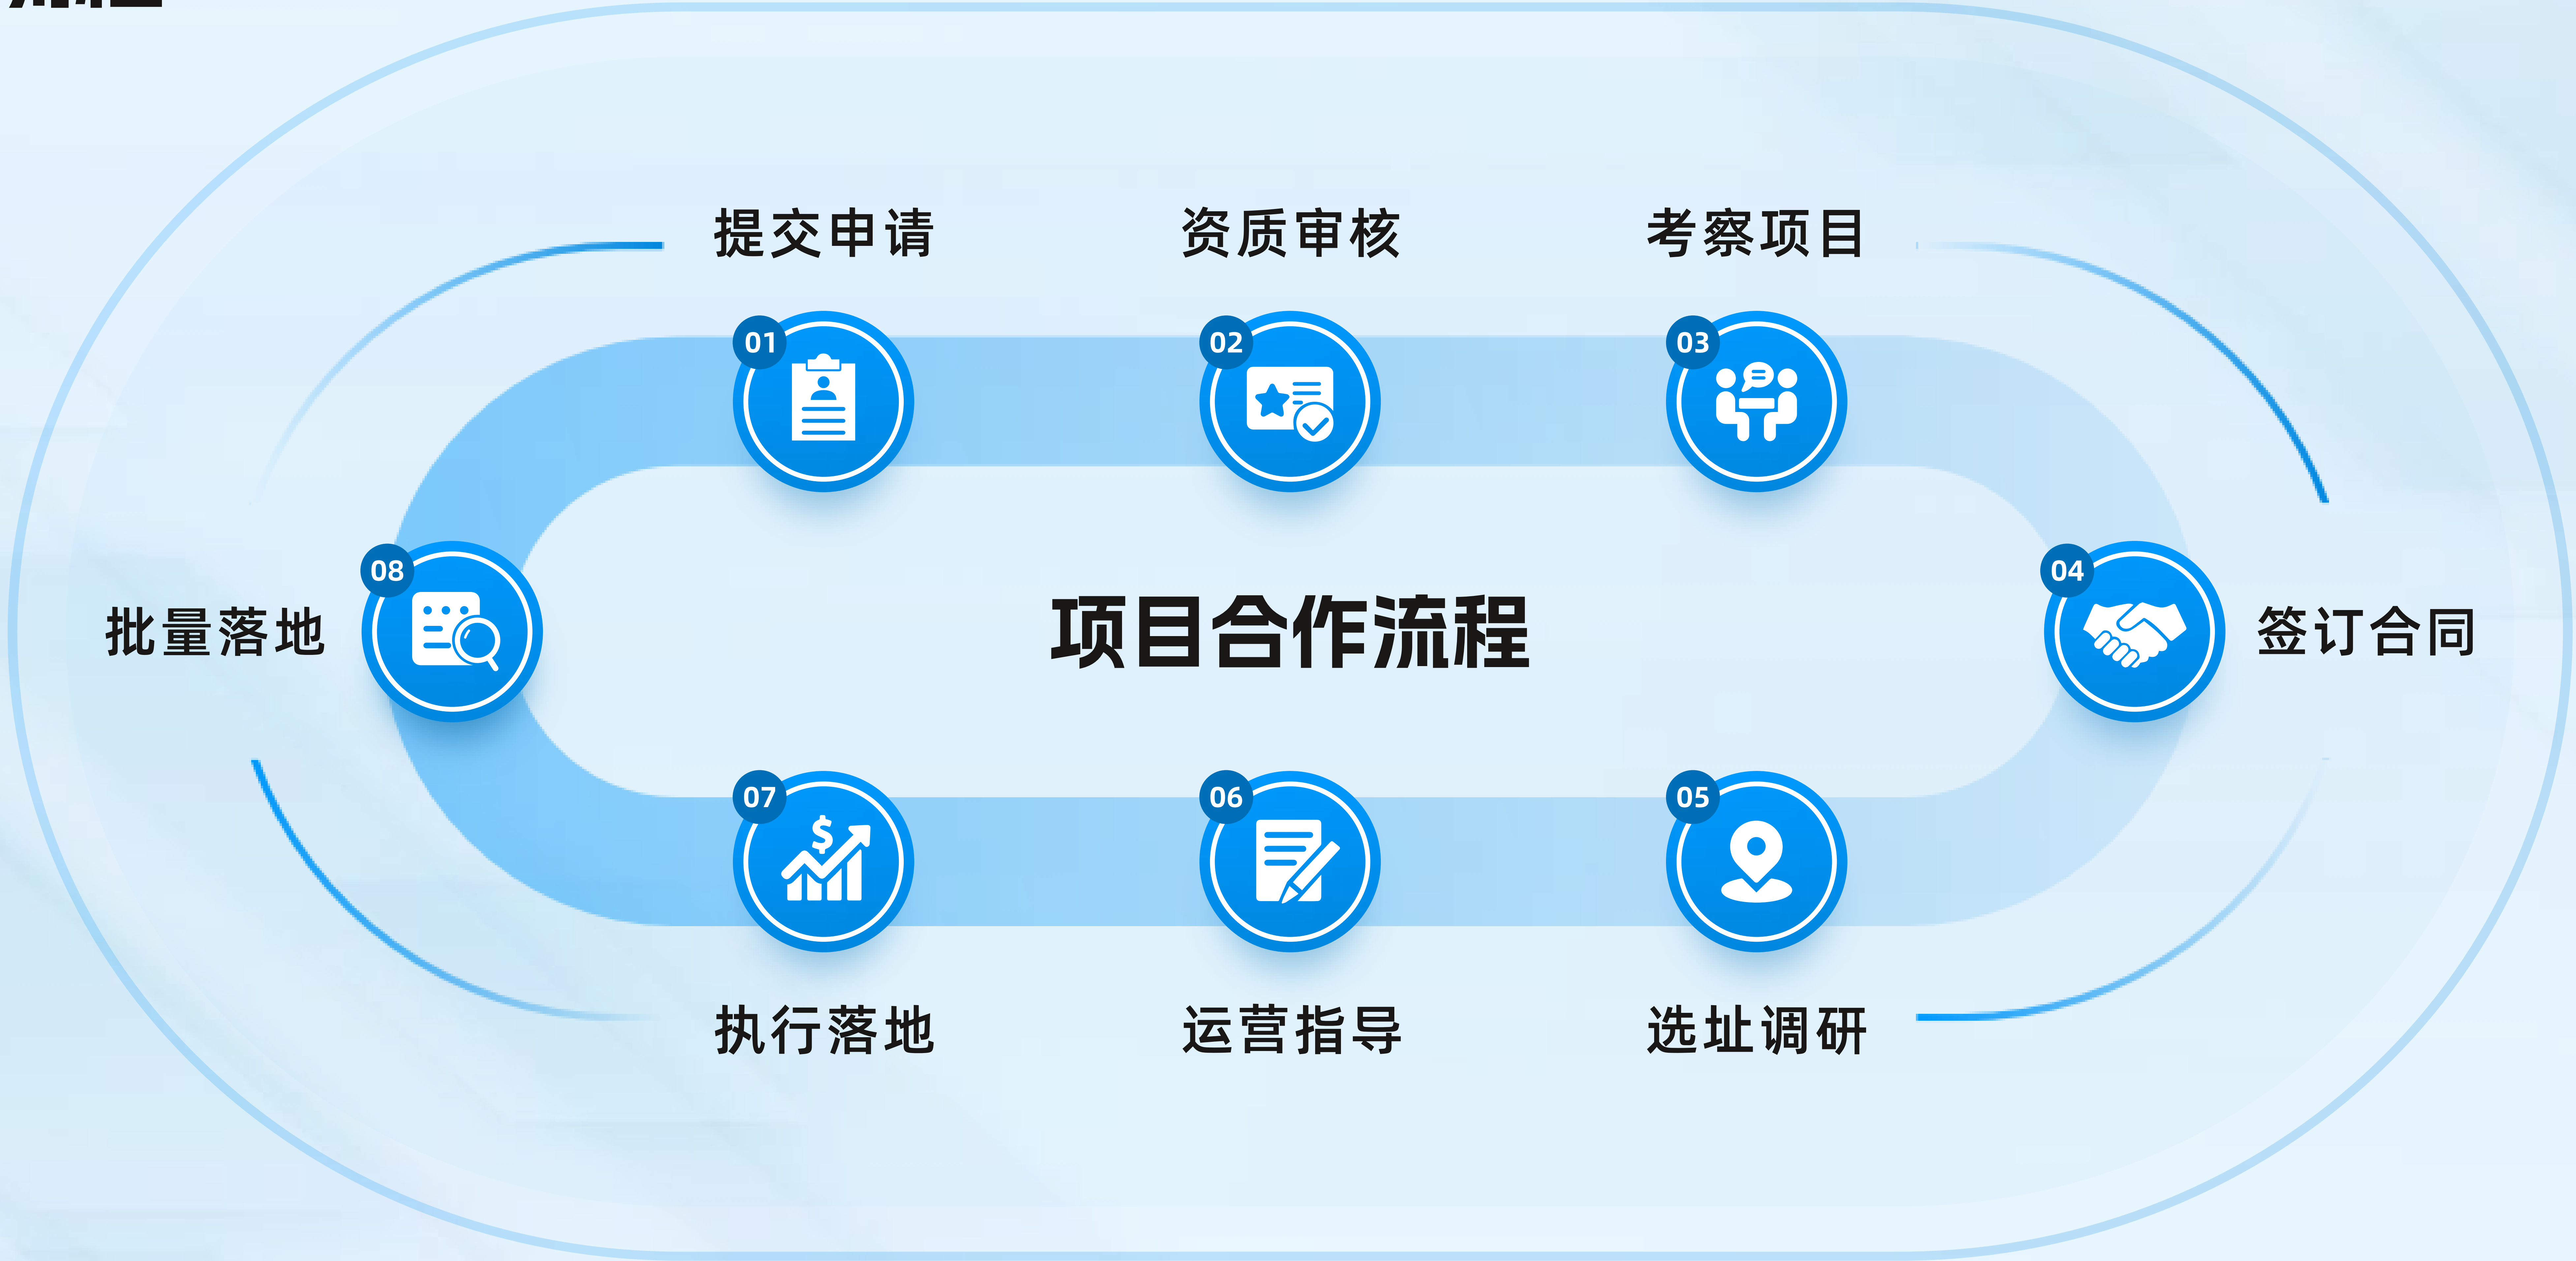 提交申请
资质审核
考察项目
01
02
03
08
04
批量落地
项目合作流程
签订合同
07
06
05
$
执行落地
运营指导
选址调研